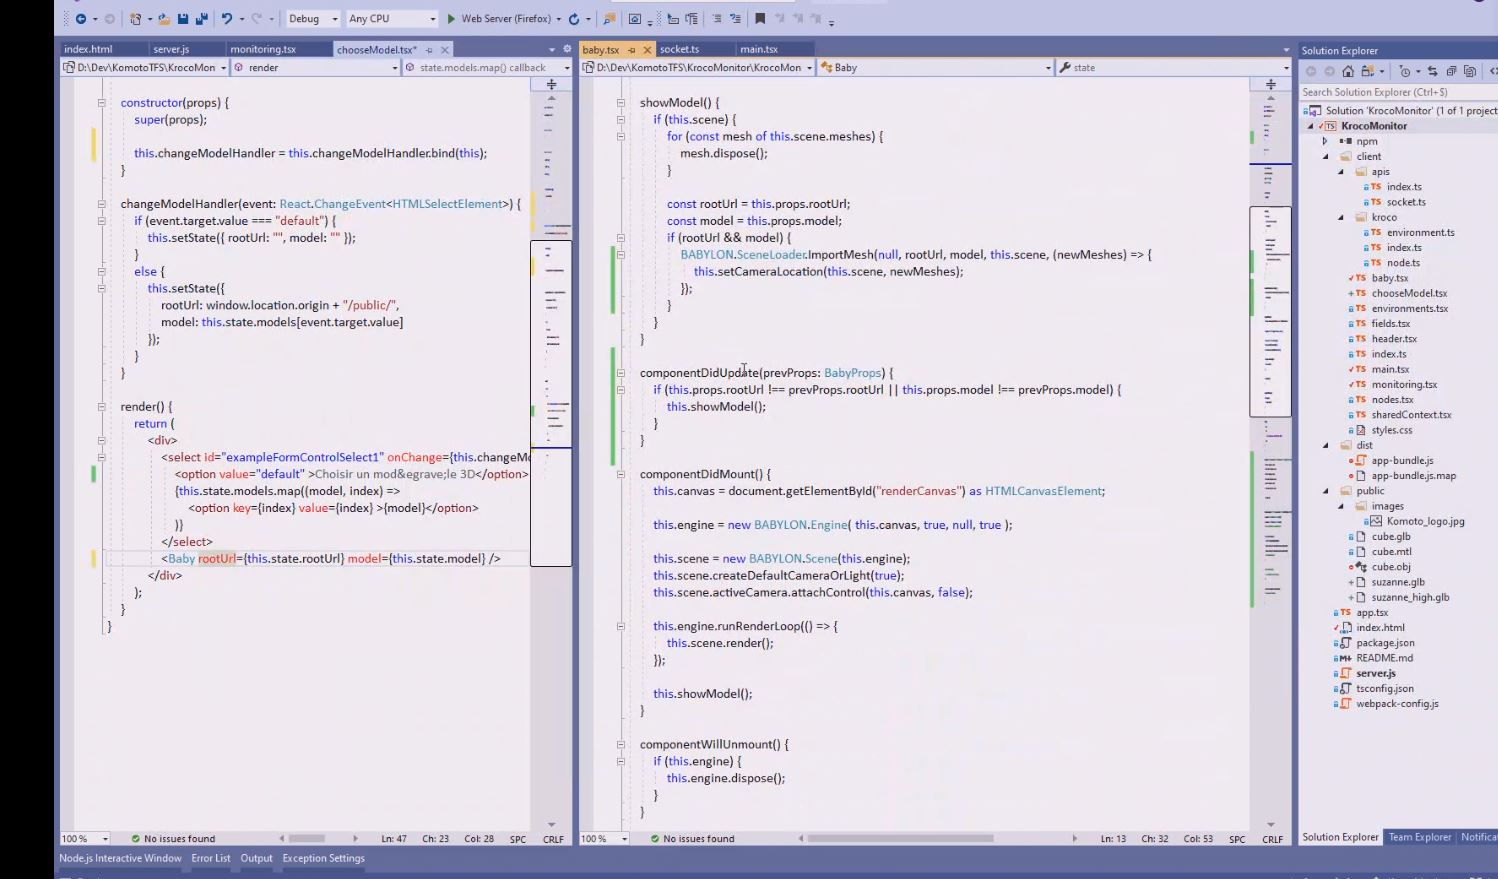 Debug
Any CPU
Web Server (Firefox)
index.html
server.js
monitoring.tsx
chooseModel.tsx*
baby.tsx
socket.ts
main.tsx
Solution Explorer
D:\Dev\KomotoTFS\KrocoMon
render
state.models.map() callback
D:\Dev\KomotoTFS\KrocoMonitor\KrocoMon
Baby
state
constructor(props) {
super(props);
this.changeModelHandler = this.changeModelHandler.bind(this);
}
changeModelHandler(event: React.ChangeEvent<HTMLSelectElement>) {
if (event.target.value === "default") {
this.setState({ rootUrl: "", model: "" });
}
else {
this.setState({
rootUrl: window.location.origin + "/public/",
model: this.state.models[event.target.value]
});
}
}
render() {
return (
<div>
<select id="exampleFormControlSelect1" onChange={this.changeMo
<option value="default" >Choisir un mod&egrave;le 3D</option>
{this.state.models.map((model, index) =>
<option key={index} value={index} >{model}</option>
)}
</select>
<Baby rootUrl={this.state.rootUrl} model={this.state.model} />
</div>
);
}
}
100 %
No issues found
Ln: 47
Ch: 23
Col: 28
SPC
CRLF
showModel() {
if (this.scene) {
for (const mesh of this.scene.meshes) {
mesh.dispose();
}
const rootUrl = this.props.rootUrl;
const model = this.props.model;
if (rootUrl && model) {
BABYLON.SceneLoader.ImportMesh(null, rootUrl, model, this.scene, (newMeshes) => {
this.setCameraLocation(this.scene, newMeshes);
});
}
}
}
componentDidUpdate(prevProps: BabyProps) {
if (this.props.rootUrl !== prevProps.rootUrl || this.props.model !== prevProps.model) {
this.showModel();
}
}
componentDidMount() {
this.canvas = document.getElementById("renderCanvas") as HTMLCanvasElement;
this.engine = new BABYLON.Engine( this.canvas, true, null, true );
this.scene = new BABYLON.Scene(this.engine);
this.scene.createDefaultCameraOrLight(true);
this.scene.activeCamera.attachControl(this.canvas, false);
this.engine.runRenderLoop(() => {
this.scene.render();
});
this.showModel();
}
componentWillUnmount() {
if (this.engine) {
this.engine.dispose();
}
}
100 %
No issues found
Ln: 13
Ch: 32
Col: 53
SPC
CRLF
Search Solution Explorer (Ctrl+$)
Solution 'KrocoMonitor' (1 of 1 project
KrocoMonitor
npm
client
apis
TS index.ts
TS socket.ts
kroco
TS environment.ts
TS index.ts
TS node.ts
TS baby.tsx
TS chooseModel.tsx
TS environments.tsx
TS fields.tsx
TS header.tsx
TS index.ts
TS main.tsx
TS monitoring.tsx
TS nodes.tsx
TS sharedContext.tsx
styles.css
dist
app-bundle.js
app-bundle.js.map
public
images
Komoto_logo.jpg
cube.glb
cube.mtl
cube.obj
suzanne.glb
suzanne_high.glb
TS app.tsx
index.html
package.json
README.md
server.js
tsconfig.json
webpack-config.js
Solution Explorer
Team Explorer
Notificat
Node.js Interactive Window
Error List
Output
Exception Settings